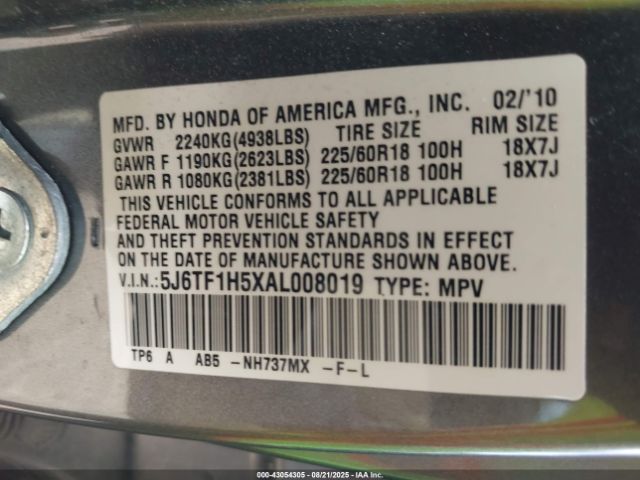 MFD. BY HONDA OF AMERICA MFG., INC. 02/'10
GVWR 2240KG(4938LBS) TIRE SIZE RIM SIZE
GAWR F 1190KG(2623LBS) 225/60R18 100H 18X7J
GAWR R 1080KG(2381LBS) 225/60R18 100H 18X7J
THIS VEHICLE CONFORMS TO ALL APPLICABLE
FEDERAL MOTOR VEHICLE SAFETY
AND THEFT PREVENTION STANDARDS IN EFFECT ON
THE DATE OF MANUFACTURE SHOWN ABOVE.
V.I.N.:5J6TF1H5XAL008019 TYPE: MPV
TP6 A AB5 -NH737MX -F-L
000-43054305 - 08/21/2025 - IAA Inc.